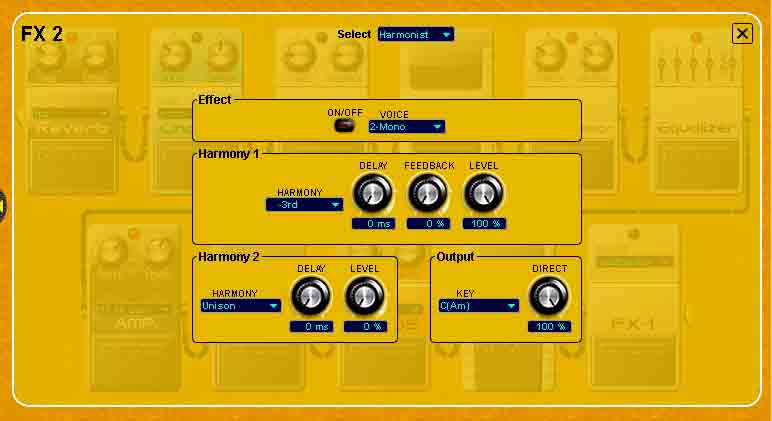 FX 2
Select Harmonist
Reverb
Equalizer
Effect
ON/OFF VOICE
2-Mono
Harmony 1
DELAY FEEDBACK LEVEL
HARMONY
-3rd
0 ms 0 % 100 %
Harmony 2
DELAY LEVEL
HARMONY
Unison
0 ms 0 %
Output
DIRECT
KEY
C(Am)
100 %
AMP
FX-1